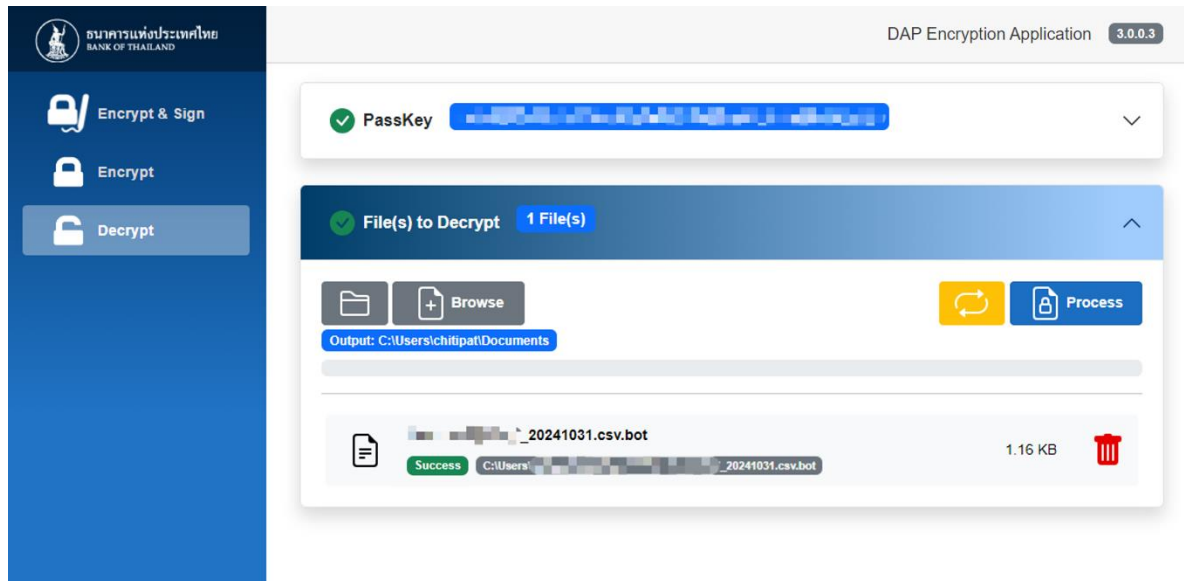 ธนาคารแห่งประเทศไทย
BANK OF THAILAND
DAP Encryption Application 3.0.0.3
Encrypt & Sign
Encrypt
Decrypt
PassKey
File(s) to Decrypt 1 File(s)
Browse
Process
Output: C:\Users\chitipat\Documents
_20241031.csv.bot
1.16 KB
Success C:\Users\ _20241031.csv.bot